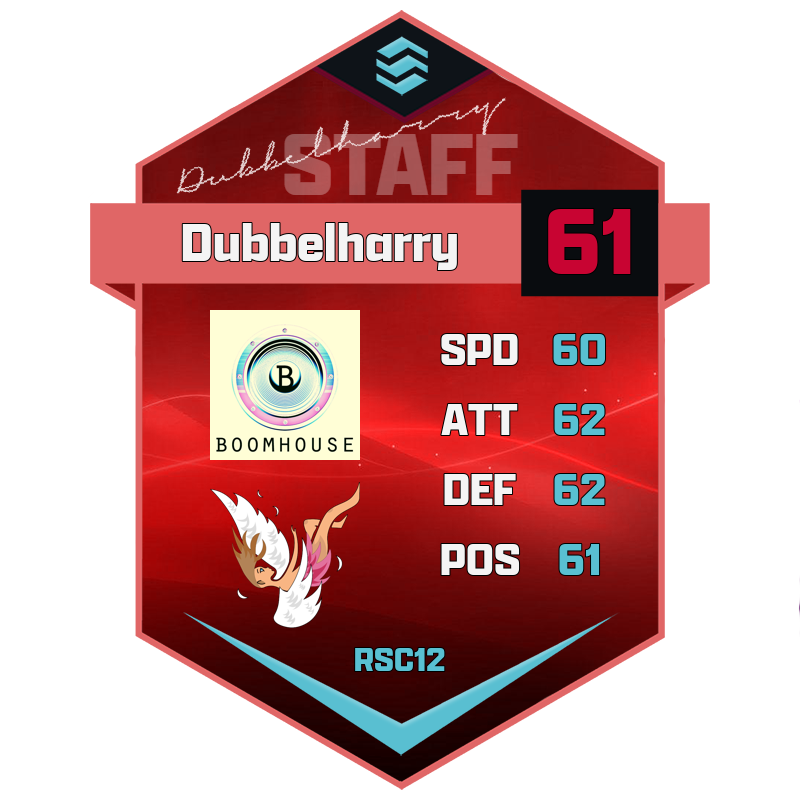 Dubbelharry
STAFF
Dubbelharry 61
B
BOOMHOUSE
SPD 60
ATT 62
DEF 62
POS 61
RSC12